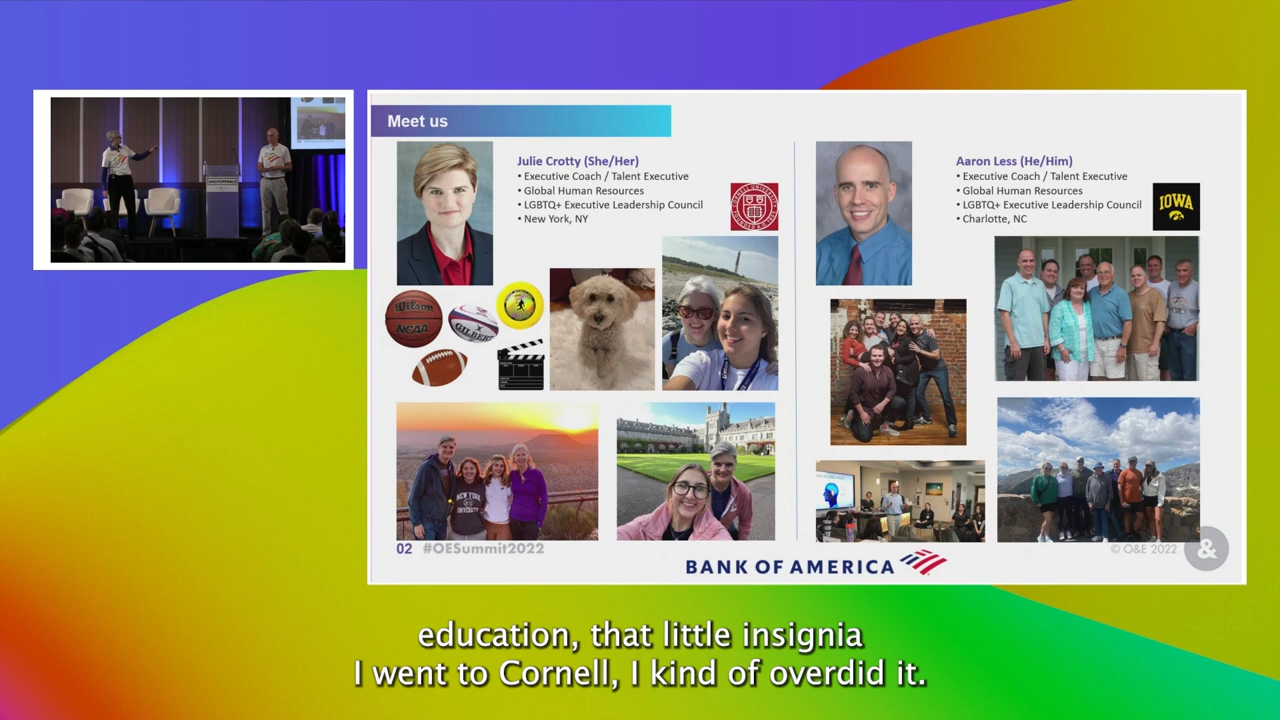 Meet us
Julie Crotty (She/Her)
• Executive Coach / Talent Executive
• Global Human Resources
• LGBTQ+ Executive Leadership Council
• New York, NY
Aaron Less (He/Him)
• Executive Coach / Talent Executive
• Global Human Resources
• LGBTQ+ Executive Leadership Council
• Charlotte, NC
IOWA
Wilson
NCAA
GILBERT
NEW YORK
UNIVERSITY
02 #OESummit2022
© O&E 2022
&
BANK OF AMERICA
education, that little insignia
I went to Cornell, I kind of overdid it.